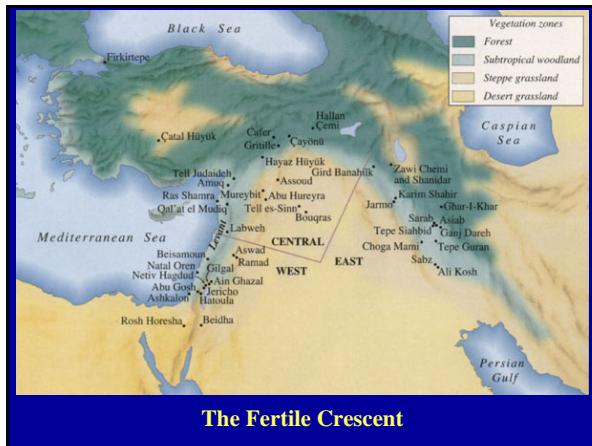 Black Sea
Vegetation zones
Forest
Subtropical woodland
Steppe grassland
Desert grassland
Fikirtepe
Caspian
Sea
Hallan
Çemi
Çatal Hüyük
Cafer
Çayönü
Gritille
Hayaz Hüyük
Gird Banahilk
Zawi Chemi
and Shanidar
Tell Judaideh
Amuq
Assoud
Ras Shamra
Mureybit
Abu Hureyra
Karim Shahir
Jarmo
Qal'at el Mudiq
Tell es-Sinn
Bouqras
Ghar-I-Khar
Sarab
Asiab
Labweh
Tepe Siahbid
Ganj Dareh
Mediterranean Sea
Levant
CENTRAL
Choga Mami
Tepe Guran
Beisamoun
Aswad
Ramad
EAST
WEST
Sabz
Ali Kosh
Natal Oren
Gilgal
Netiv Hagdud
Ain Ghazal
Abu Gosh
Jericho
Ashkalon
Hatoula
Rosh Horesha
Beidha
Persian
Gulf
The Fertile Crescent